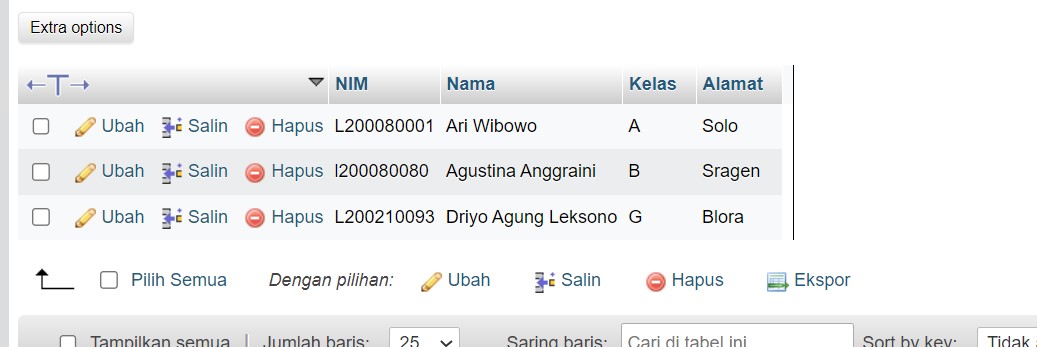 Extra options
NIM Nama Kelas Alamat
Ubah Salin Hapus L200080001 Ari Wibowo A Solo
Ubah Salin Hapus l200080080 Agustina Anggraini B Sragen
Ubah Salin Hapus L200210093 Driyo Agung Leksono G Blora
Pilih Semua Dengan pilihan: Ubah Salin Hapus Ekspor
Tampilkan semua | Jumlah baris: 25 Saring baris: Cari di tabel ini Sort by key: Tidak